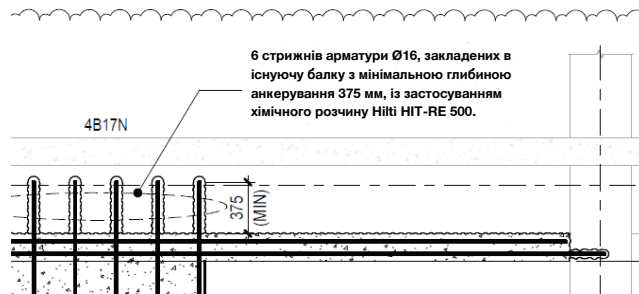 6 стрижнів арматури Ø16, закладених в
існуючу балку з мінімальною глибиною
анкерування 375 мм, із застосуванням
хімічного розчину Hilti HIT-RE 500.
4B17N
375
(MIN)